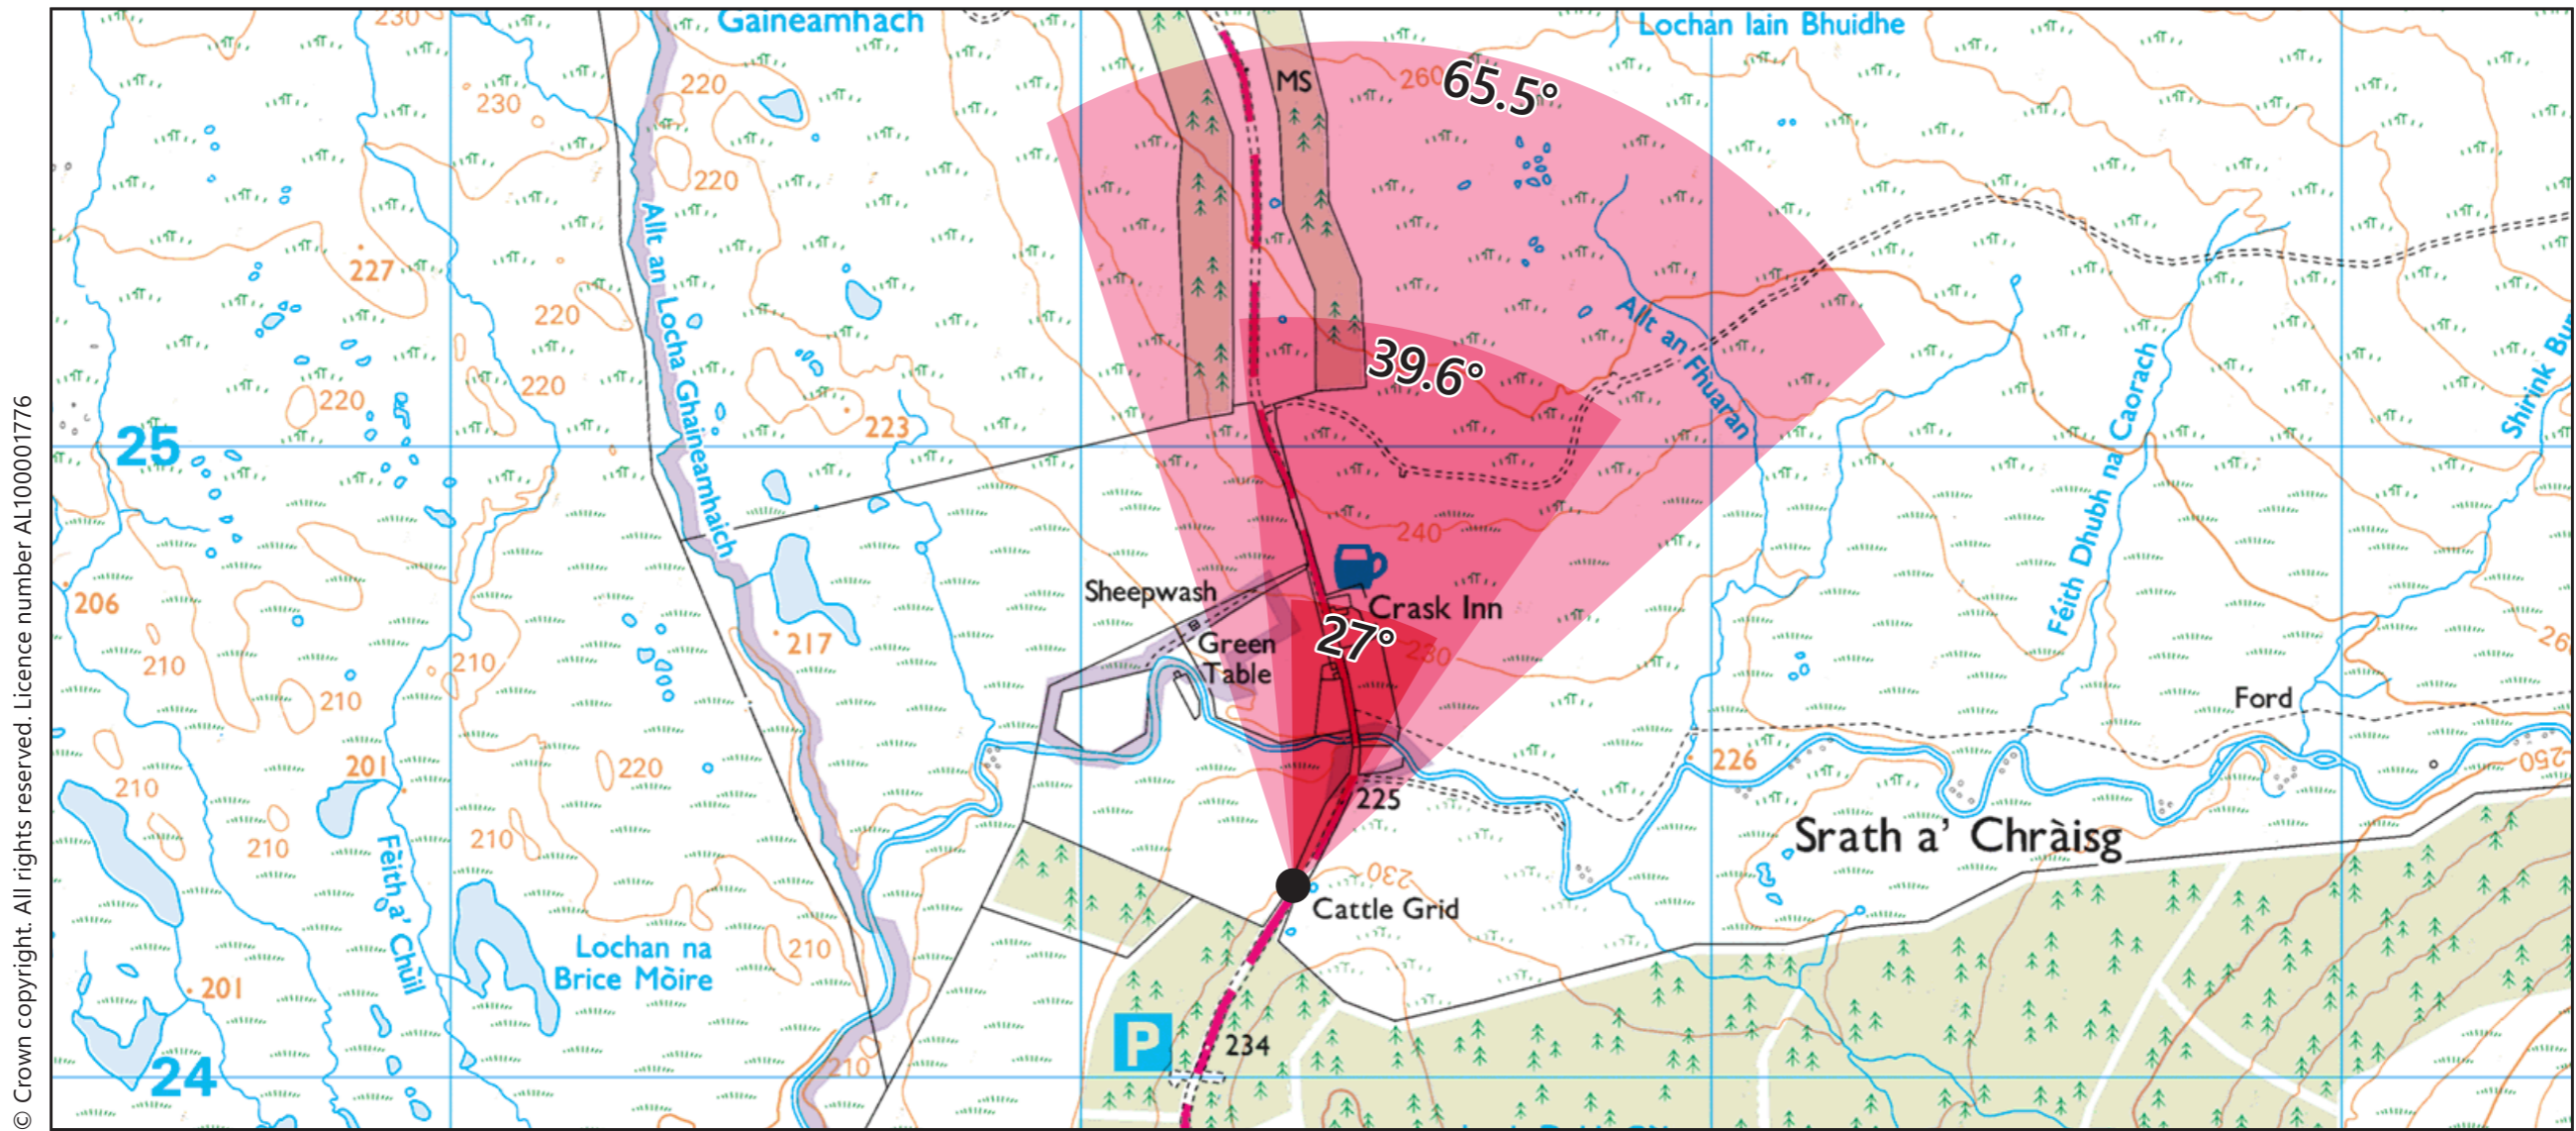 230
Gaineamhach
Lochan Iain Bhuidhe
MS
260
65.5°
220
230
220
Allt an Locha Ghaineamhaich
227
220
220
220
223
39.6°
Allt an Fhuaran
Féith Dhubh na Caorach
25
240
206
Sheepwash
Crask Inn
Green
Table
27°
230
217
210
210
210
Ford
201
220
226
210
225
210
210
Srath a' Chràisg
250
230
Cattle Grid
Féith a' Chùil
Lochan na
Brice Mòire
210
201
P
234
24
210
© Crown copyright. All rights reserved. Licence number AL100001776